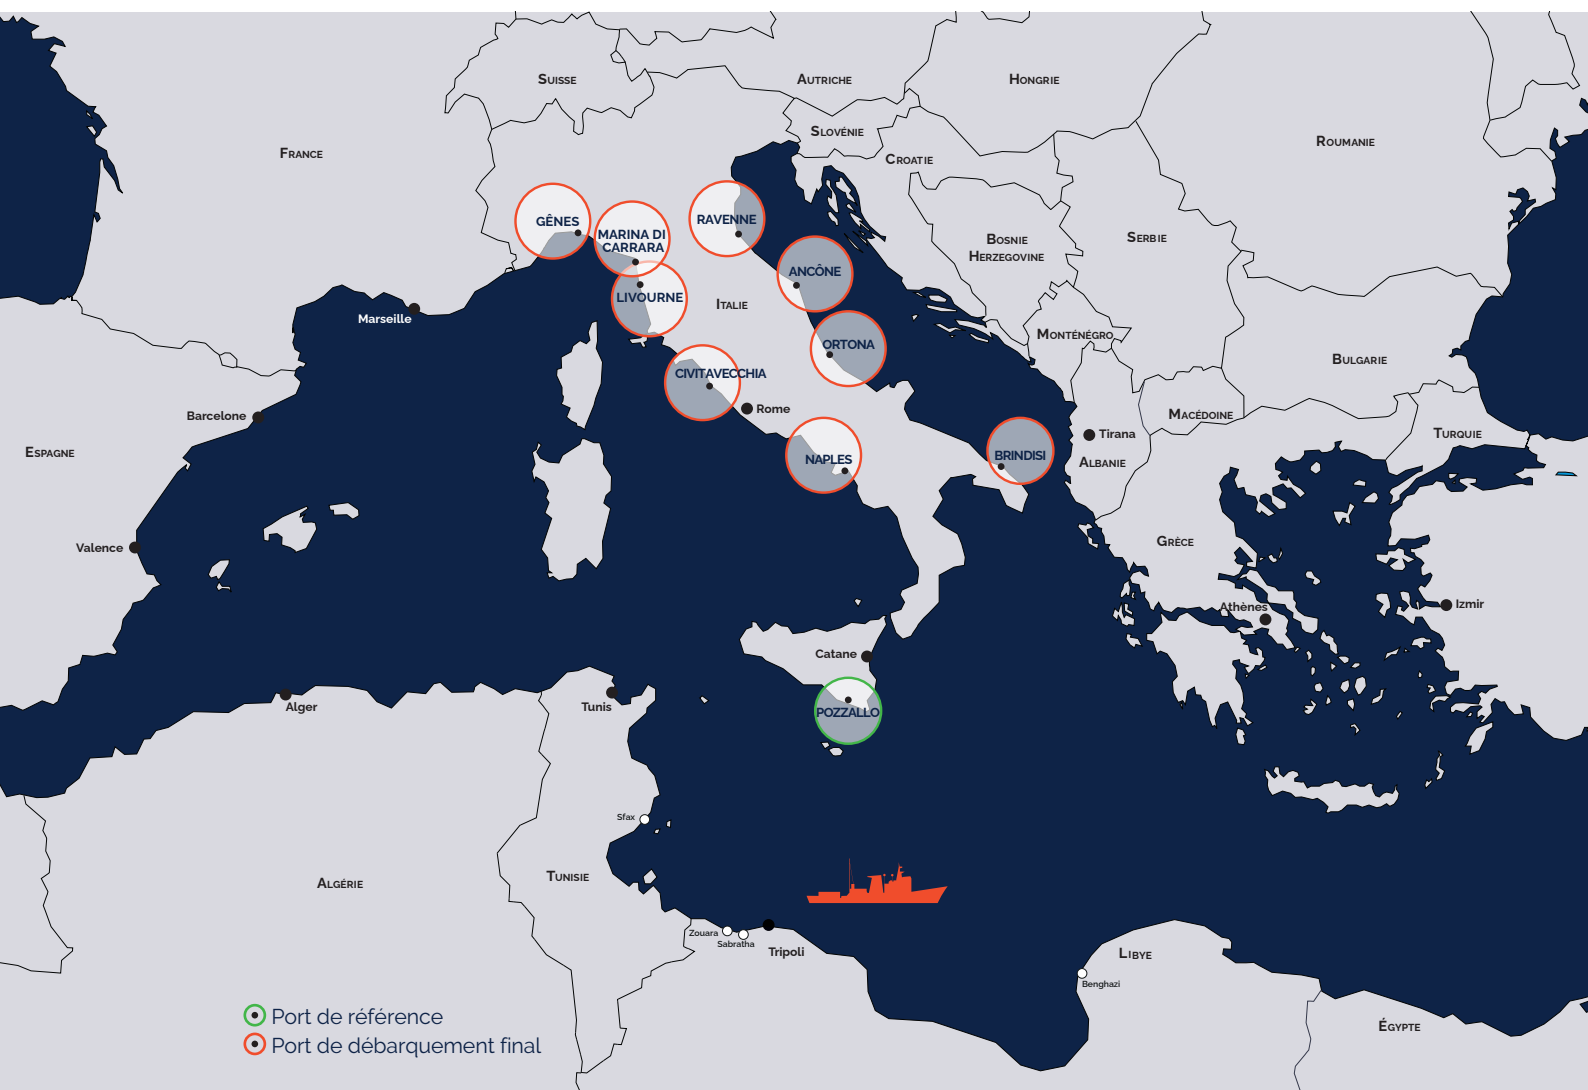 Suisse
Autriche
Hongrie
Slovénie
Roumanie
France
Croatie
Gênes
Marina di
Carrara
Ravenne
Bosnie
Herzegovine
Serbie
Ancône
Livourne
Italie
Marseille
Monténégro
Ortona
Bulgarie
Civitavecchia
Barcelone
Rome
Macédoine
Tirana
Turquie
Espagne
Naples
Brindisi
Albanie
Valence
Grèce
Athènes
Izmir
Catane
Alger
Tunis
Pozzallo
Sfax
Algérie
Tunisie
Zouara
Sabratha
Tripoli
Libye
Benghazi
Port de référence
Égypte
Port de débarquement final